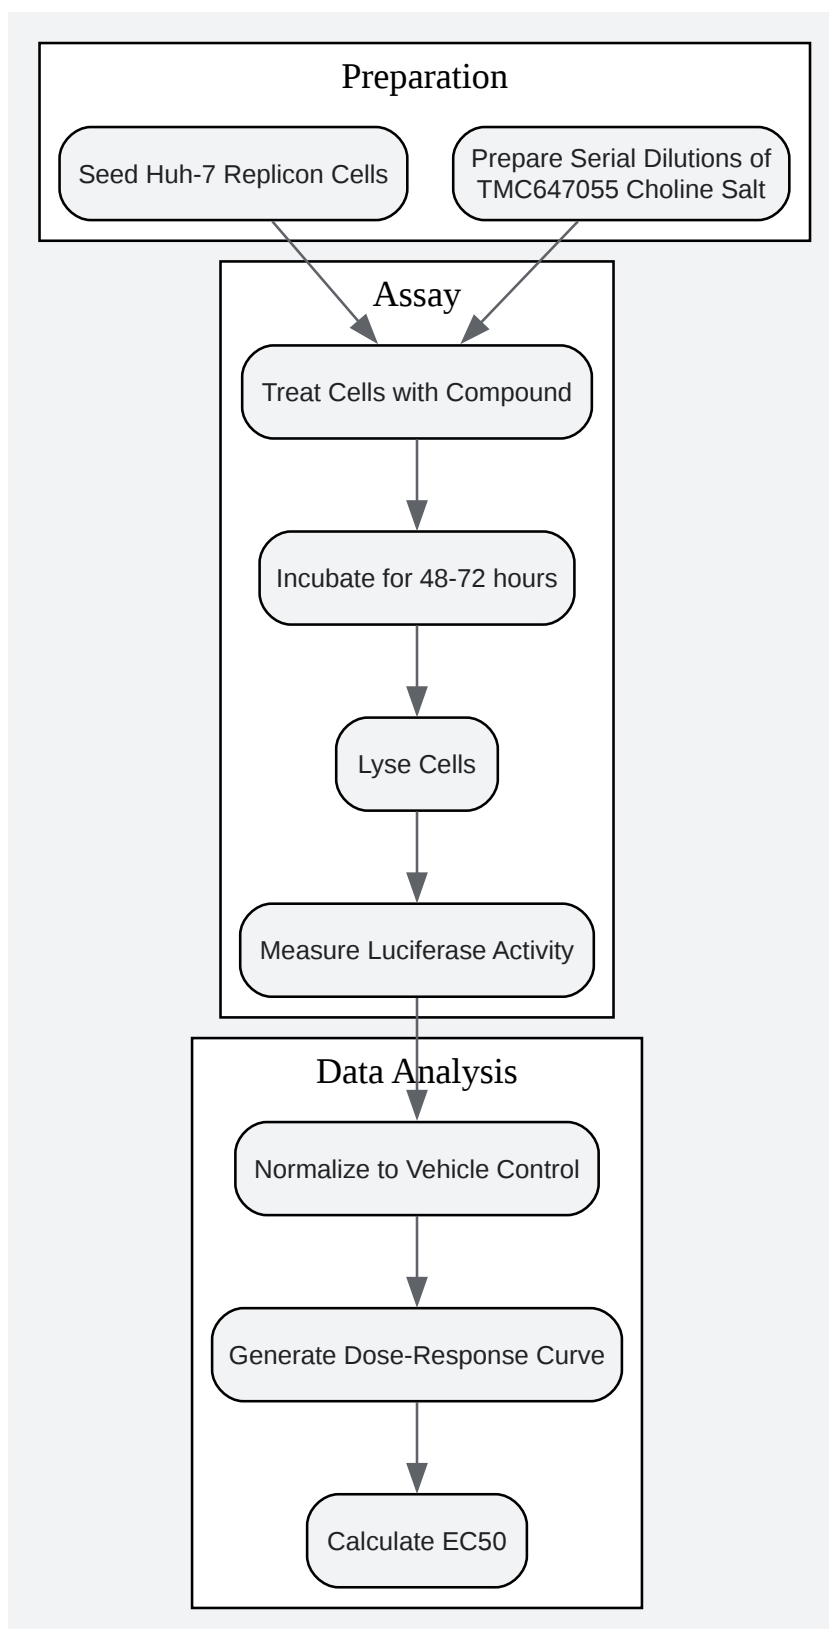 Preparation
Seed Huh-7 Replicon Cells
Prepare Serial Dilutions of
TMC647055 Choline Salt
Assay
Treat Cells with Compound
Incubate for 48-72 hours
Lyse Cells
Measure Luciferase Activity
Data Analysis
Normalize to Vehicle Control
Generate Dose-Response Curve
Calculate EC50